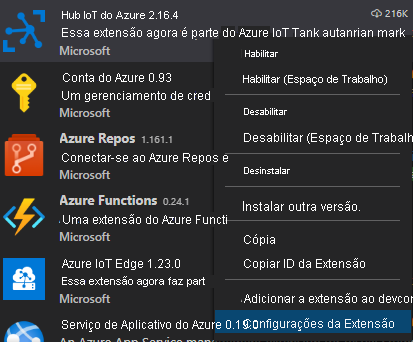 Hub IoT do Azure 2.16.4
216K
Essa extensão agora é parte do Azure IoT Tank autanrian mark
Microsoft
Habilitar
Conta do Azure 0.93
Habilitar (Espaço de Trabalho)
Um gerenciamento de cred
Microsoft
Desabilitar
Azure Repos 1.161.1
Desabilitar (Espaço de Trabalh
Conectar-se ao Azure Repos e
Microsoft
Desinstalar
Azure Functions 0.24.1
Instalar outra versão.
Uma extensão do Azure Functi
Microsoft
Cópia
Azure IoT Edge 1.23.0
Copiar ID da Extensão
Essa extensão agora faz part
Microsoft
Adicionar a extensão ao devcon
Serviço de Aplicativo do Azure 0.19.0
Configurações da Extensão
An Azure App Service mana